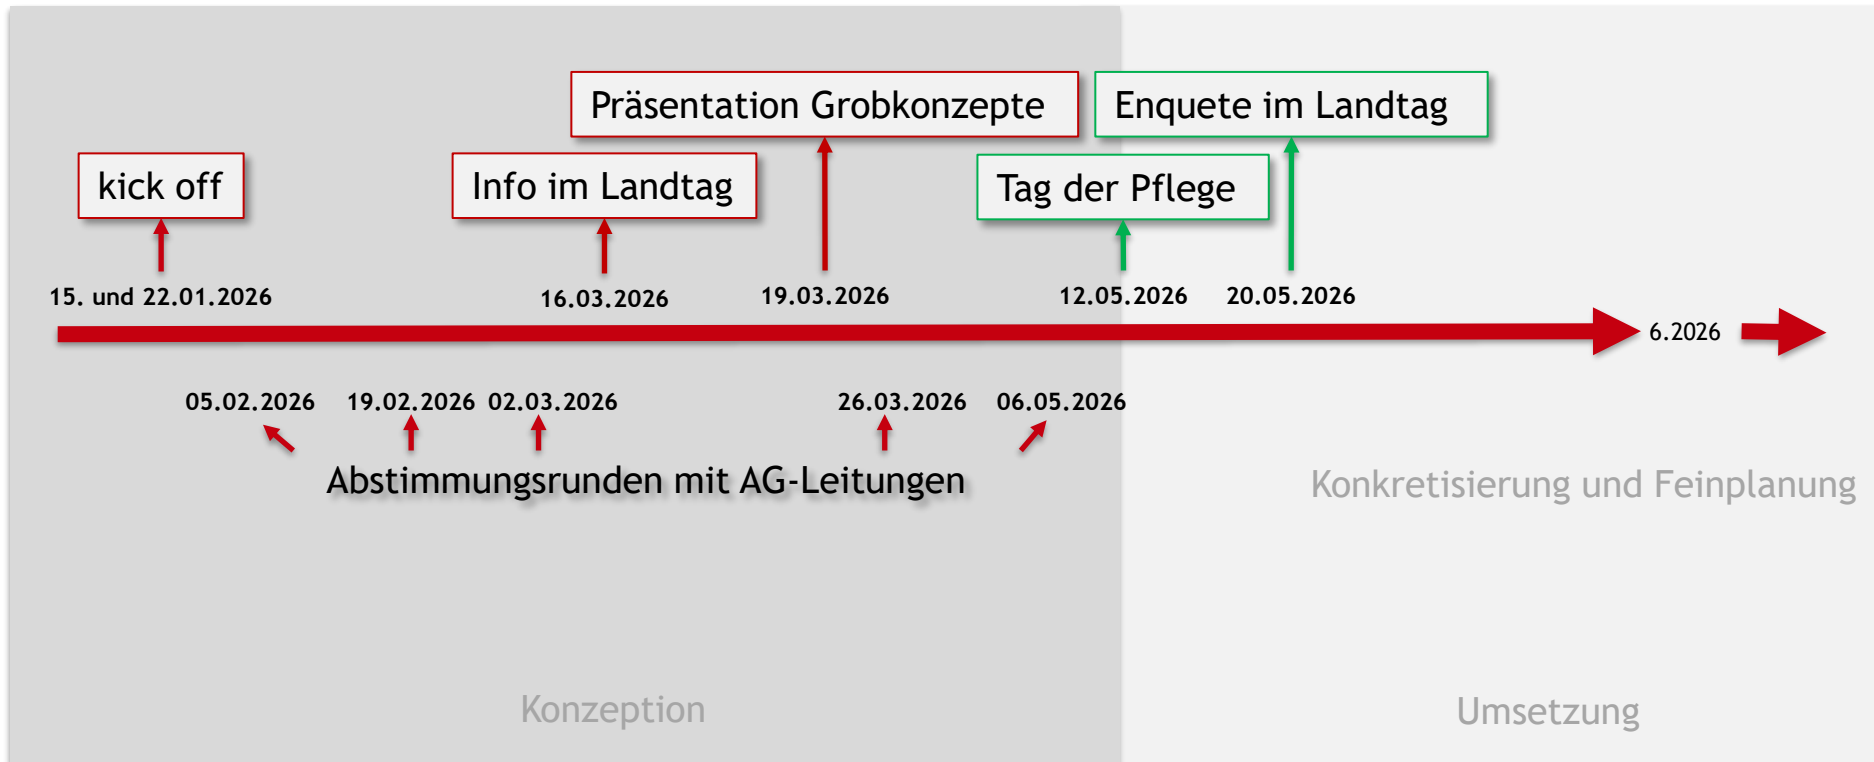 Präsentation Grobkonzepte
Enquete im Landtag
kick off
Info im Landtag
Tag der Pflege
15. und 22.01.2026
16.03.2026
19.03.2026
12.05.2026
20.05.2026
6.2026
05.02.2026
19.02.2026
02.03.2026
26.03.2026
06.05.2026
Abstimmungsrunden mit AG-Leitungen
Konkretisierung und Feinplanung
Konzeption
Umsetzung